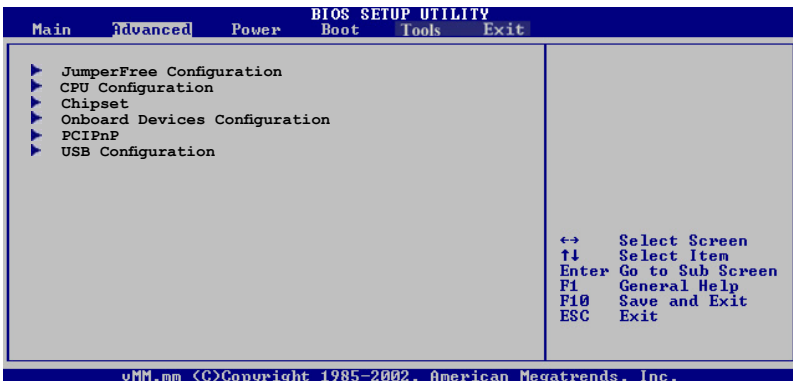 BIOS SETUP UTILITY
Main Advanced Power Boot Tools Exit
JumperFree Configuration
CPU Configuration
Chipset
Onboard Devices Configuration
PCIPnP
USB Configuration
←→ Select Screen
↑↓ Select Item
Enter Go to Sub Screen
F1 General Help
F10 Save and Exit
ESC Exit
vMM.mm (C)Copyright 1985-2002, American Megatrends, Inc.